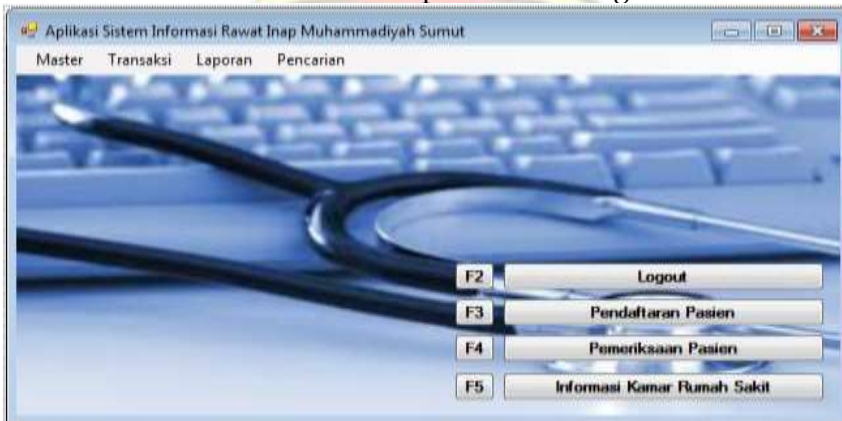 Aplikasi Sistem Informasi Rawat Inap Muhammadiyah Sumut
Master Transaksi Laporan Pencarian
F2 Logout
F3 Pendaftaran Pasien
F4 Pemeriksaan Pasien
F5 Informasi Kamar Rumah Sakit